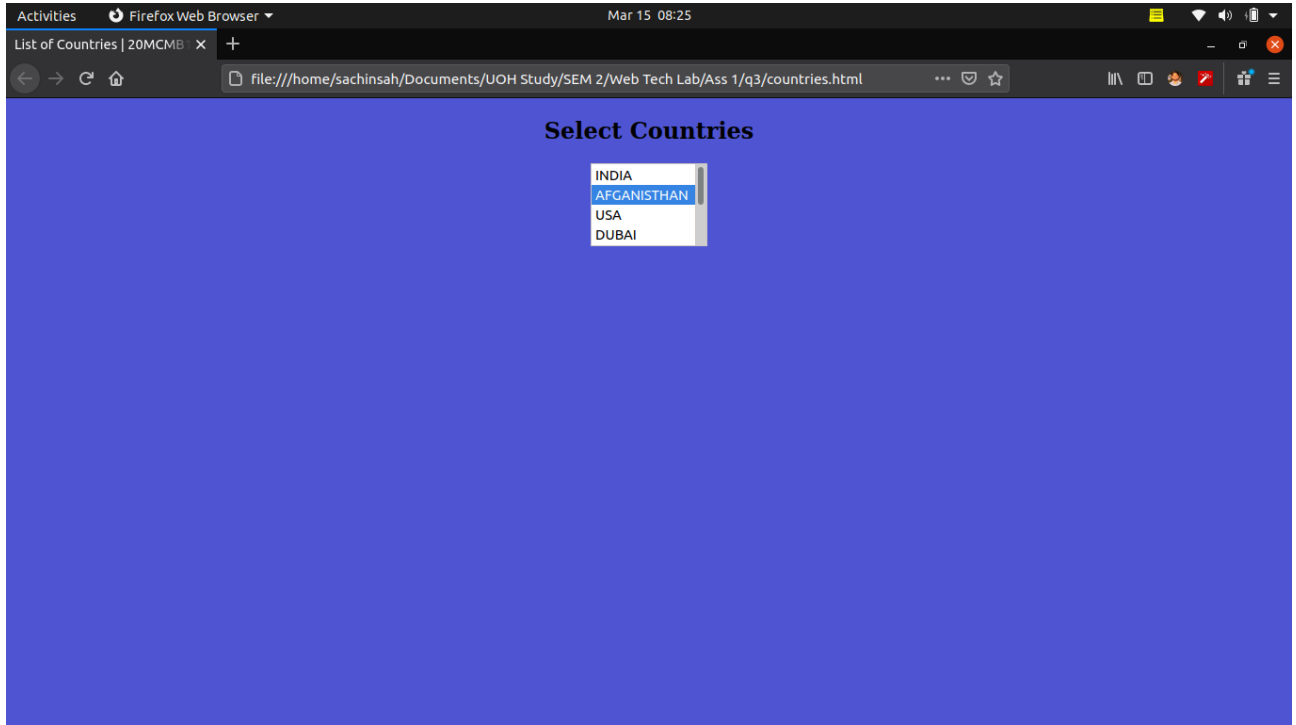 Activities Firefox Web Browser Mar 15 08:25
List of Countries | 20MCMB
file:///home/sachinsah/Documents/UOH Study/SEM 2/Web Tech Lab/Ass 1/q3/countries.html
Select Countries
INDIA
AFGANISTHAN
USA
DUBAI